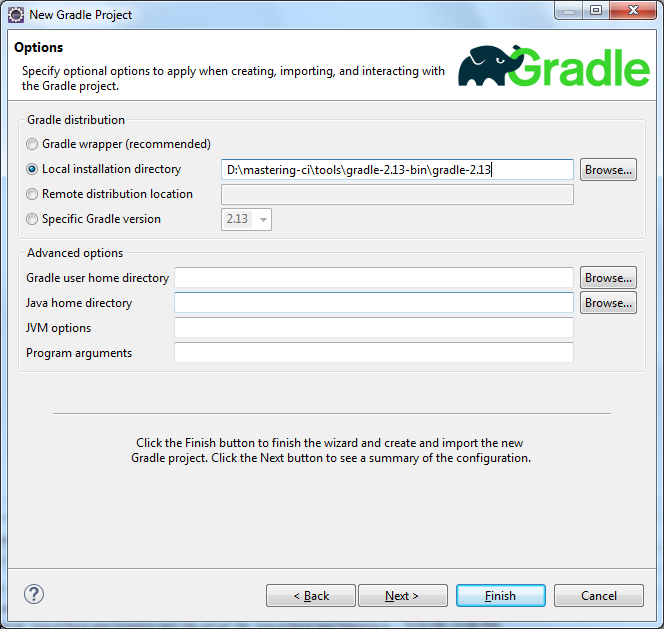 New Gradle Project
Options
Specify optional options to apply when creating, importing, and interacting with
the Gradle project.
Gradle
Gradle distribution
Gradle wrapper (recommended)
Local installation directory D:\mastering-ci\tools\gradle-2.13-bin\gradle-2.13 Browse...
Remote distribution location
Specific Gradle version 2.13
Advanced options
Gradle user home directory Browse...
Java home directory Browse...
JVM options
Program arguments
Click the Finish button to finish the wizard and create and import the new
Gradle project. Click the Next button to see a summary of the configuration.
? < Back Next > Finish Cancel